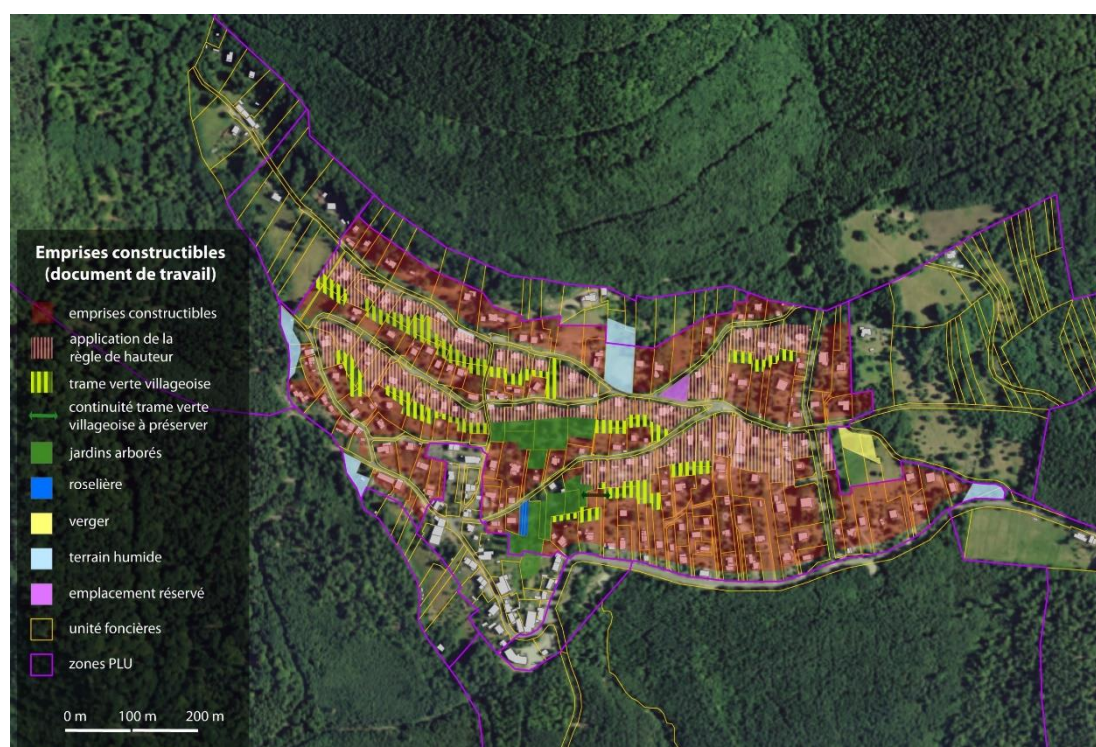 Emprises constructibles
(document de travail)
emprises constructibles
application de la
règle de hauteur
trame verte villageoise
continuité trame verte
villageoise à préserver
jardins arborés
roselière
verger
terrain humide
emplacement réservé
unité foncières
zones PLU
0 m 100 m 200 m